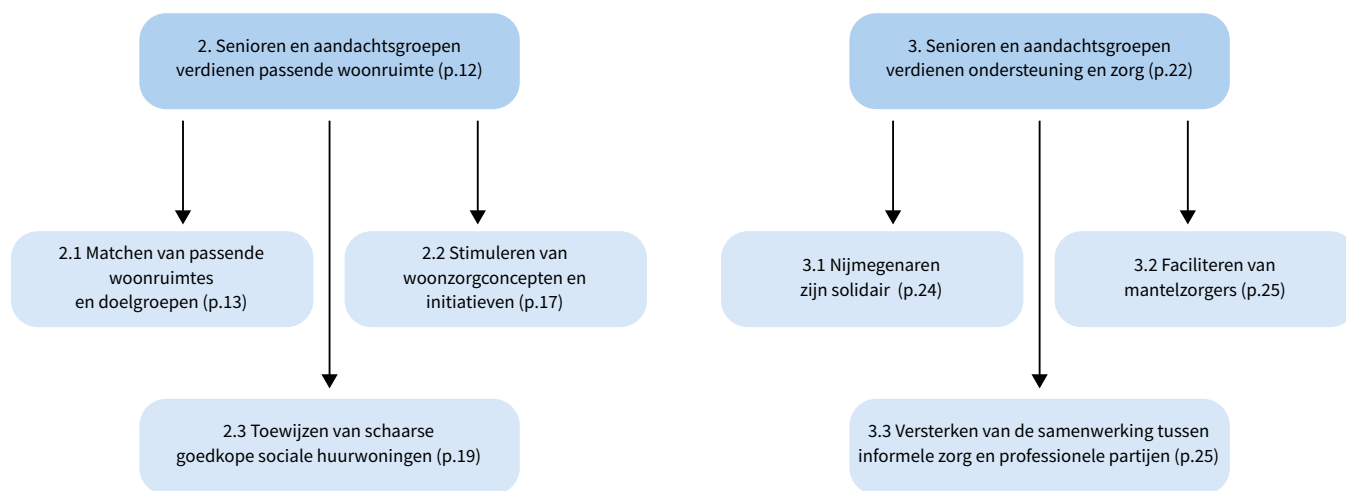 2. Senioren en aandachtsgroepen
verdienen passende woonruimte (p.12)
2.1 Matchen van passende
woonruimtes
en doelgroepen (p.13)
2.2 Stimuleren van
woonzorgconcepten en
initiatieven (p.17)
2.3 Toewijzen van schaarse
goedkope sociale huurwoningen (p.19)
3. Senioren en aandachtsgroepen
verdienen ondersteuning en zorg (p.22)
3.1 Nijmegenaren
zijn solidair (p.24)
3.2 Faciliteren van
mantelzorgers (p.25)
3.3 Versterken van de samenwerking tussen
informele zorg en professionele partijen (p.25)